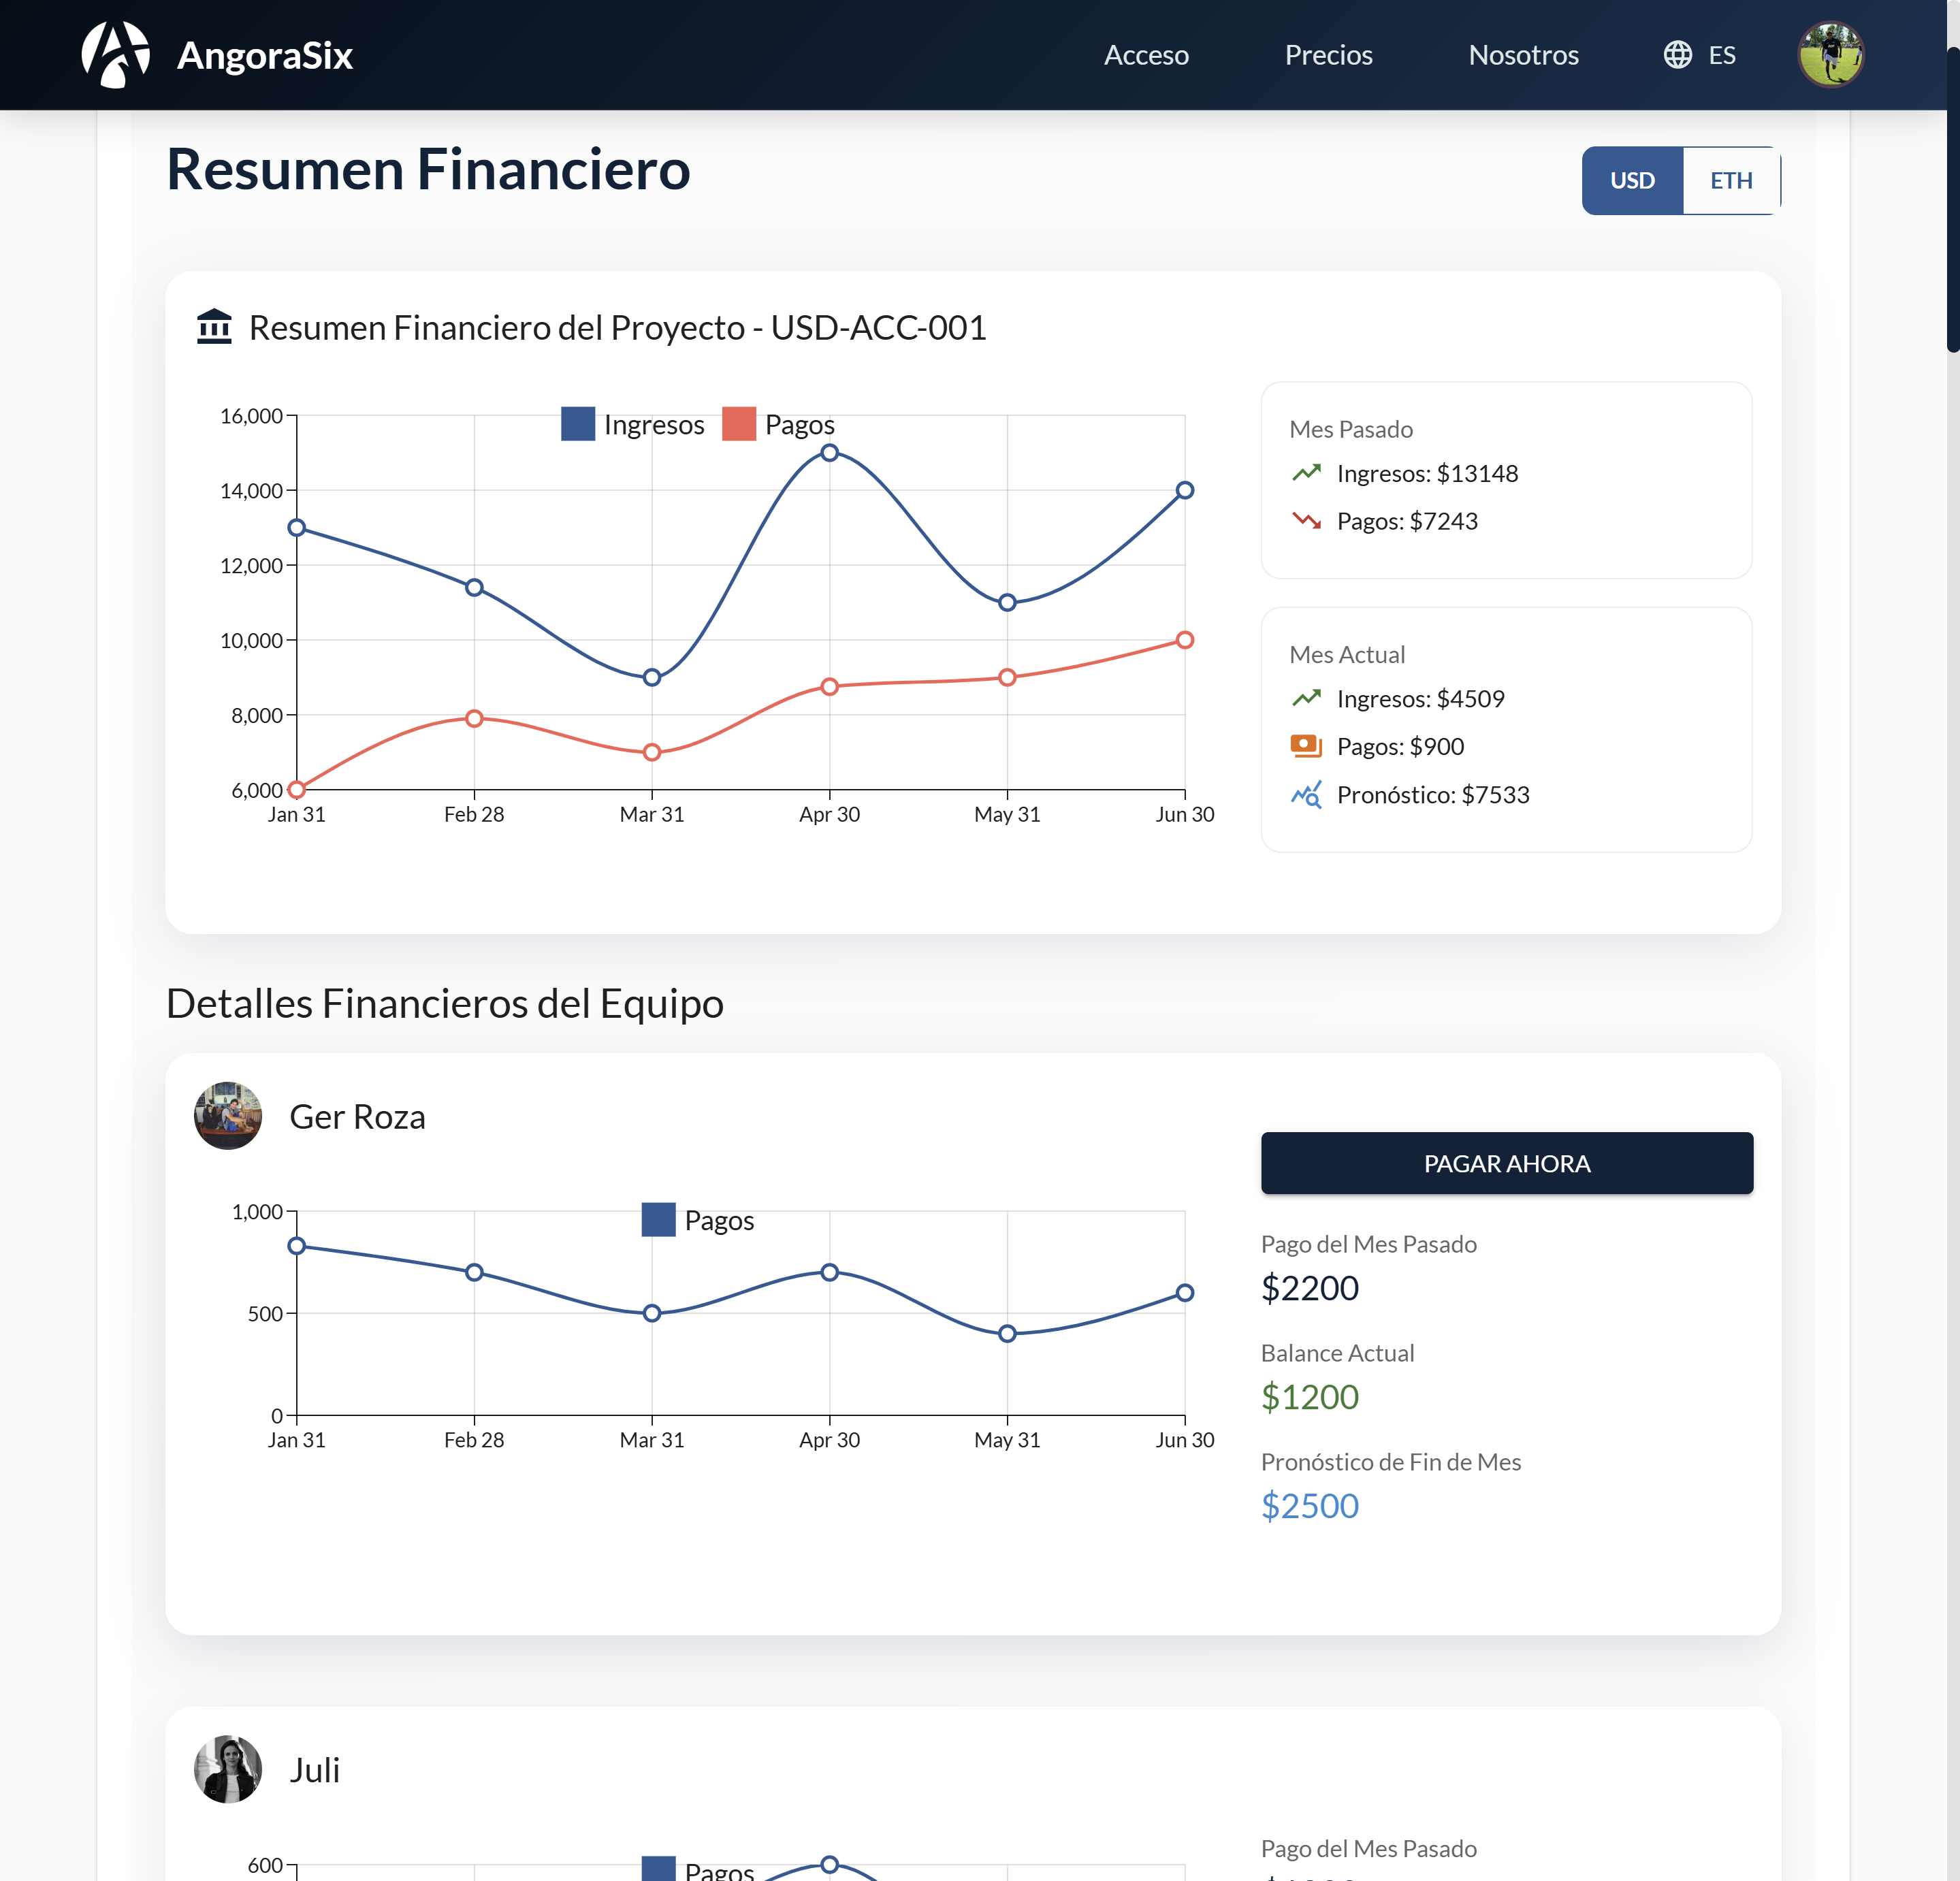 AngoraSix
Acceso
Precios
Nosotros
ES
Resumen Financiero
USD
ETH
Resumen Financiero del Proyecto - USD-ACC-001
Ingresos
Pagos
16,000
14,000
12,000
10,000
8,000
6,000
Jan 31
Feb 28
Mar 31
Apr 30
May 31
Jun 30
Mes Pasado
Ingresos: $13148
Pagos: $7243
Mes Actual
Ingresos: $4509
Pagos: $900
Pronóstico: $7533
Detalles Financieros del Equipo
Ger Roza
Pagos
1,000
500
0
Jan 31
Feb 28
Mar 31
Apr 30
May 31
Jun 30
PAGAR AHORA
Pago del Mes Pasado
$2200
Balance Actual
$1200
Pronóstico de Fin de Mes
$2500
Juli
600
Pagos
Pago del Mes Pasado